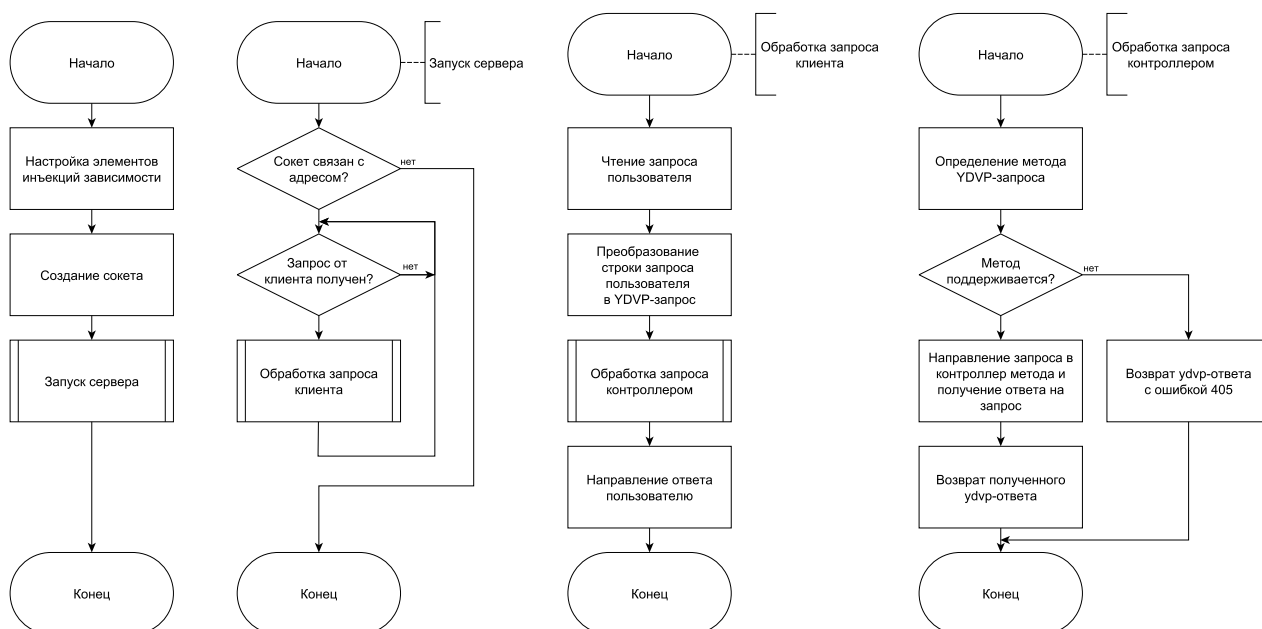 Начало
Настройка элементов
инъекций зависимости
Создание сокета
Запуск сервера
Конец
Начало
Запуск сервера
Сокет связан с
адресом?
нет
Запрос от
клиента получен?
нет
Обработка запроса
клиента
Конец
Начало
Обработка запроса
клиента
Чтение запроса
пользователя
Преобразование
строки запроса
пользователя
в YDVP-запрос
Обработка запроса
контроллером
Направление ответа
пользователю
Конец
Начало
Обработка запроса
контроллером
Определение метода
YDVP-запроса
Метод
поддерживается?
нет
Направление запроса в
контроллер метода и
получение ответа на
запрос
Возврат ydvp-ответа
с ошибкой 405
Возврат полученного
ydvp-ответа
Конец